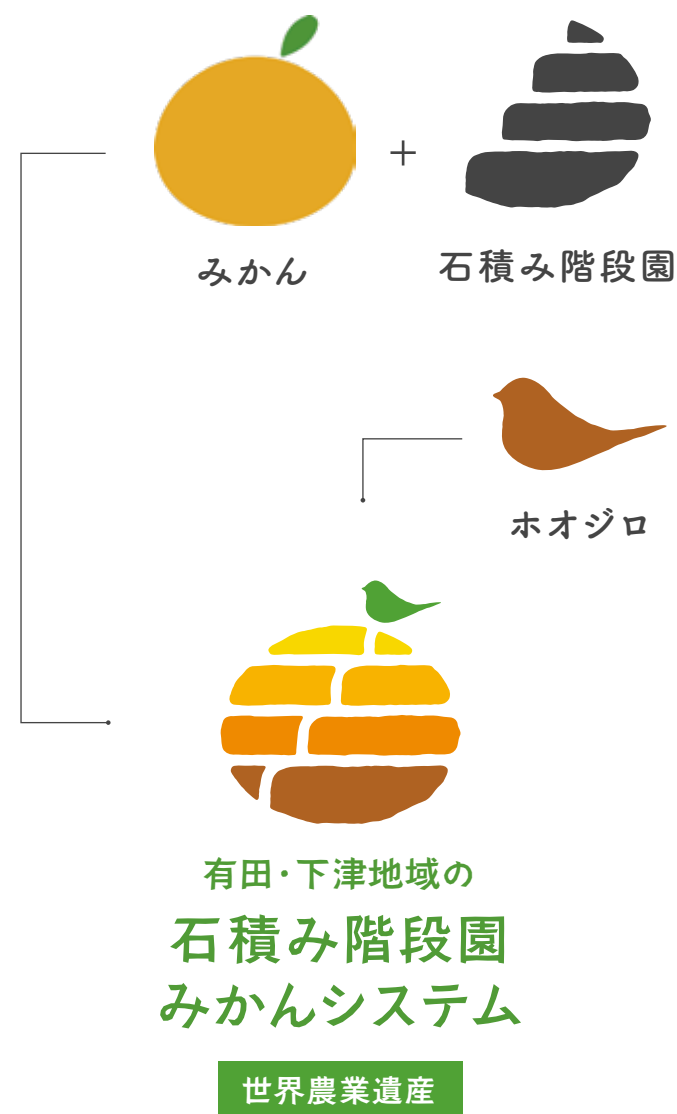 +
みかん
石積み階段園
ホオジロ
有田・下津地域の
石積み階段園
みかんシステム
世界農業遺産